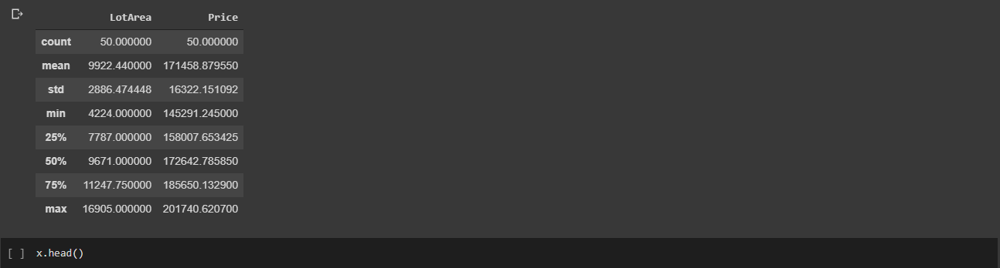 LotArea Price
count 50.000000 50.000000
mean 9922.440000 171458.879550
std 2886.474448 16322.151092
min 4224.000000 145291.245000
25% 7787.000000 158007.653425
50% 9671.000000 172642.785850
75% 11247.750000 185650.132900
max 16905.000000 201740.620700
[ ] x.head()